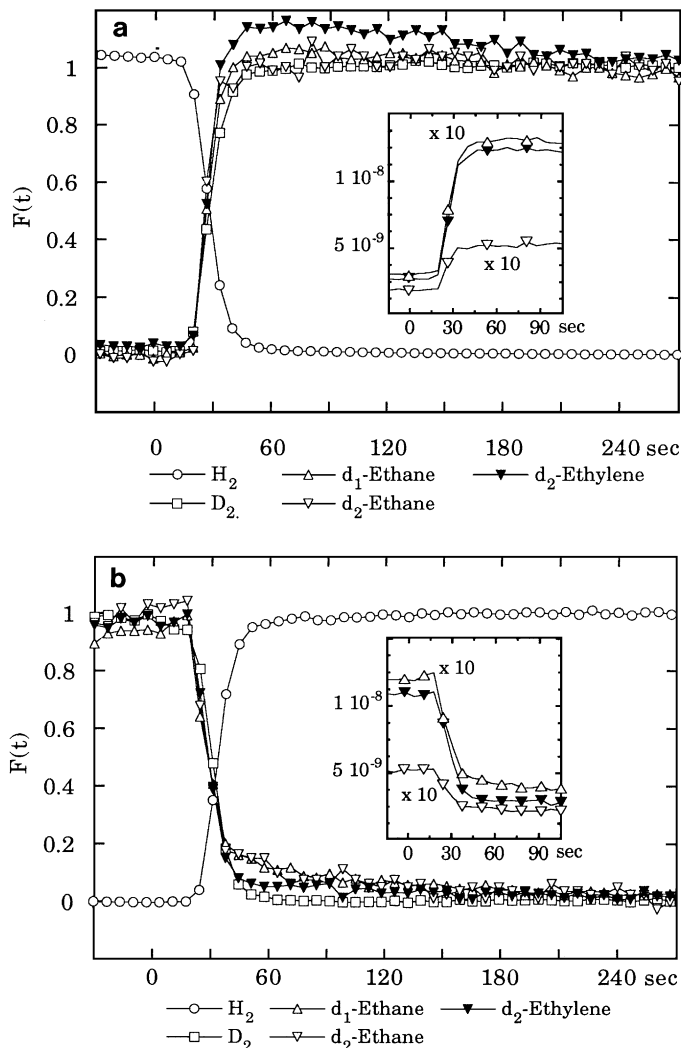 a
1
0.8
0.6
0.4
0.2
0
F(t)
x 10
1 10-8
5 10-9
x 10
0 30 60 90 sec
0 60 120 180 240 sec
H2 d1-Ethane d2-Ethylene
D2. d2-Ethane
b
1
0.8
0.6
0.4
0.2
0
F(t)
x 10
1 10-8
5 10-9
x 10
0 30 60 90 sec
0 60 120 180 240 sec
H2 d1-Ethane d2-Ethylene
D2 d2-Ethane